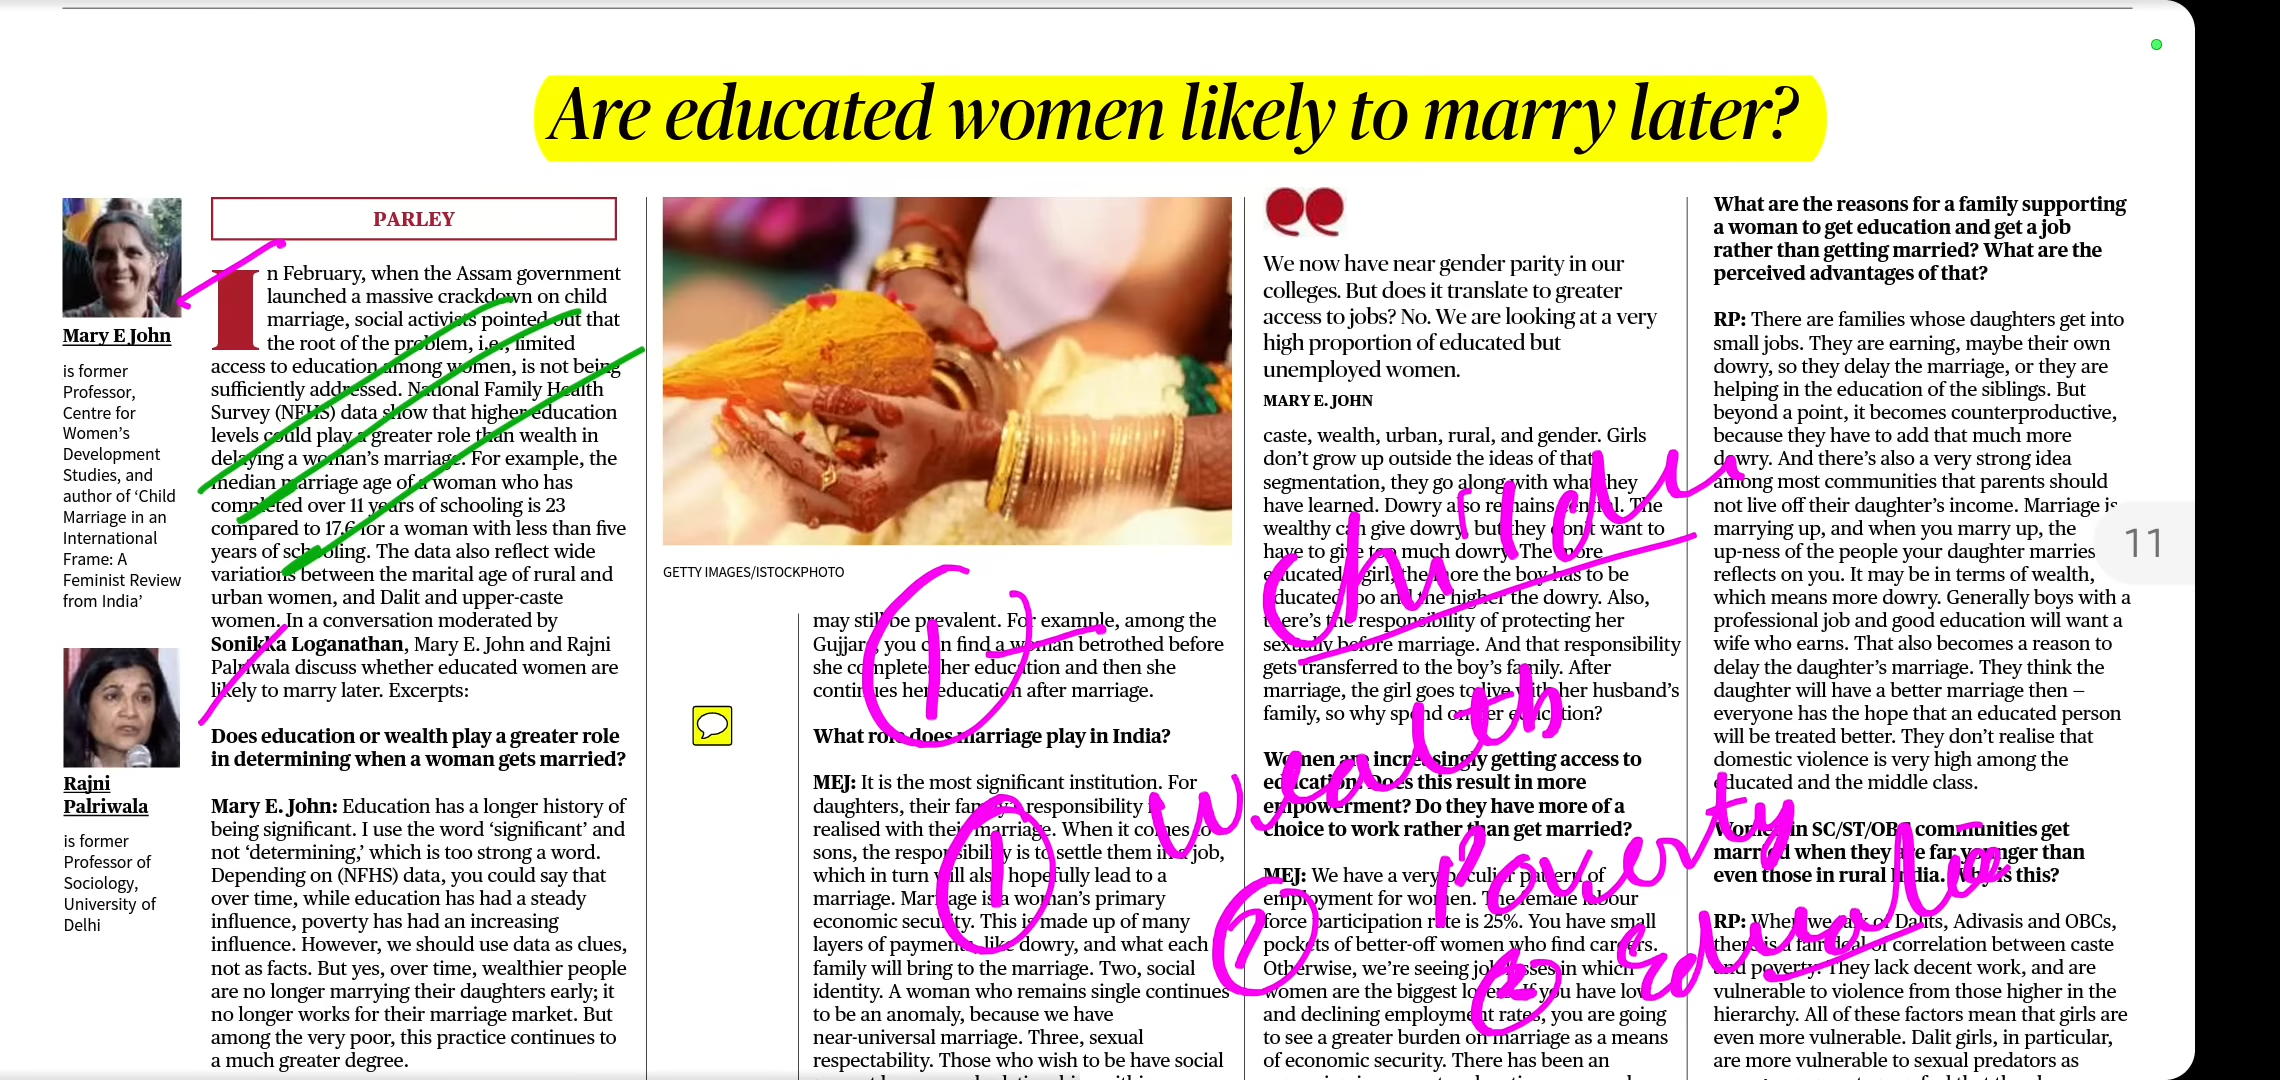 Are educated women likely to marry later?
Mary E John
is former
Professor,
Centre for
Women's
Development
Studies, and
author of 'Child
Marriage in an
International
Frame: A
Feminist Review
from India'
Rajni
Palriwala
is former
Professor of
Sociology,
University of
Delhi
PARLEY
In February, when the Assam government
launched a massive crackdown on child
marriage, social activists pointed out that
the root of the problem, i.e., limited
access to education among women, is not being
sufficiently addressed. National Family Health
Survey (NFHS) data show that higher education
levels could play a greater role than wealth in
delaying a woman's marriage. For example, the
median marriage age of a woman who has
completed over 11 years of schooling is 23
compared to 17.6 for a woman with less than five
years of schooling. The data also reflect wide
variations between the marital age of rural and
urban women, and Dalit and upper-caste
women. In a conversation moderated by
Sonikka Loganathan, Mary E. John and Rajni
Palriwala discuss whether educated women are
likely to marry later. Excerpts:
Does education or wealth play a greater role
in determining when a woman gets married?
Mary E. John: Education has a longer history of
being significant. I use the word 'significant' and
not 'determining,' which is too strong a word.
Depending on (NFHS) data, you could say that
over time, while education has had a steady
influence, poverty has had an increasing
influence. However, we should use data as clues,
not as facts. But yes, over time, wealthier people
are no longer marrying their daughters early; it
no longer works for their marriage market. But
among the very poor, this practice continues to
a much greater degree.
GETTY IMAGES/ISTOCKPHOTO
may still be prevalent. For example, among the
Gujjars, you can find a woman betrothed before
she completes her education and then she
continues her education after marriage.
What role does marriage play in India?
MEJ: It is the most significant institution. For
daughters, their family's responsibility is
realised with their marriage. When it comes to
sons, the responsibility is to settle them in a job,
which in turn will also hopefully lead to a
marriage. Marriage is a woman's primary
economic security. This is made up of many
layers of payment, like dowry, and what each
family will bring to the marriage. Two, social
identity. A woman who remains single continues
to be an anomaly, because we have
near-universal marriage. Three, sexual
respectability. Those who wish to have social
We now have near gender parity in our
colleges. But does it translate to greater
access to jobs? No. We are looking at a very
high proportion of educated but
unemployed women.
MARY E. JOHN
caste, wealth, urban, rural, and gender. Girls
don't grow up outside the ideas of that
segmentation, they go along with what they
have learned. Dowry also remains central. The
wealthy can give dowry, but they don't want to
have to give too much dowry. The more
educated a girl, the more the boy has to be
educated too and the higher the dowry. Also,
there's the responsibility of protecting her
sexually before marriage. And that responsibility
gets transferred to the boy's family. After
marriage, the girl goes to live with her husband's
family, so why spend on her education?
Women are increasingly getting access to
education. Does this result in more
empowerment? Do they have more of a
choice to work rather than get married?
MEJ: We have a very peculiar pattern of
employment for women. The female labour
force participation rate is 25%. You have small
pockets of better-off women who find careers.
Otherwise, we're seeing job losses in which
women are the biggest losers. If you have low
and declining employment rates, you are going
to see a greater burden on marriage as a means
of economic security. There has been an
What are the reasons for a family supporting
a woman to get education and get a job
rather than getting married? What are the
perceived advantages of that?
RP: There are families whose daughters get into
small jobs. They are earning, maybe their own
dowry, so they delay the marriage, or they are
helping in the education of the siblings. But
beyond a point, it becomes counterproductive,
because they have to add that much more
dowry. And there's also a very strong idea
among most communities that parents should
not live off their daughter's income. Marriage is
marrying up, and when you marry up, the
up-ness of the people your daughter marries
reflects on you. It may be in terms of wealth,
which means more dowry. Generally boys with a
professional job and good education will want a
wife who earns. That also becomes a reason to
delay the daughter's marriage. They think the
daughter will have a better marriage then –
everyone has the hope that an educated person
will be treated better. They don't realise that
domestic violence is very high among the
educated and the middle class.
Women in SC/ST/OBC communities get
married when they are far younger than
even those in rural India. Why is this?
RP: When we talk of Dalits, Adivasis and OBCs,
there is a fair deal of correlation between caste
and poverty. They lack decent work, and are
vulnerable to violence from those higher in the
hierarchy. All of these factors mean that girls are
even more vulnerable. Dalit girls, in particular,
are more vulnerable to sexual predators as
11
1 -
1 wealth
Poverty
2